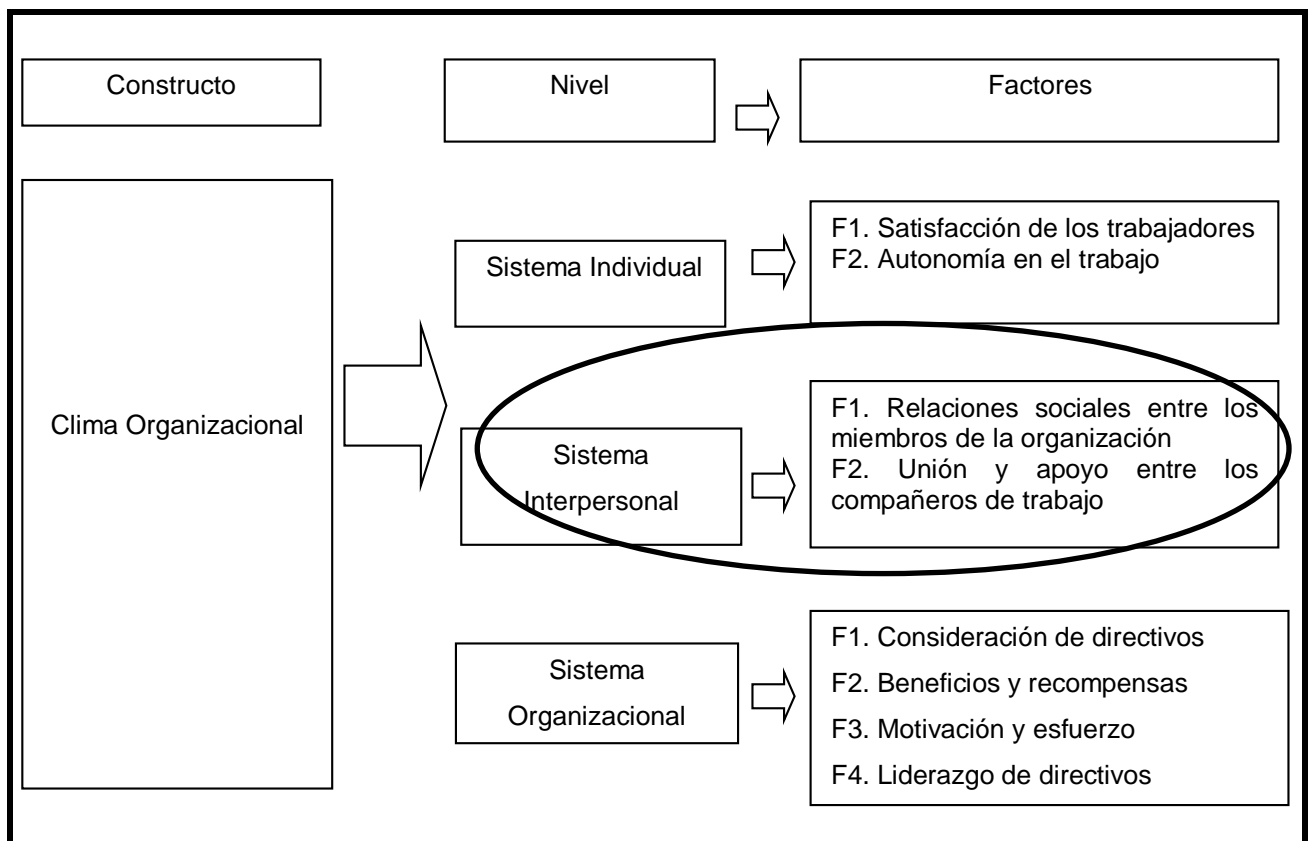 Constructo
Nivel
Factores
Clima Organizacional
Sistema Individual
F1. Satisfacción de los trabajadores
F2. Autonomía en el trabajo
Sistema
Interpersonal
F1. Relaciones sociales entre los
miembros de la organización
F2. Unión y apoyo entre los
compañeros de trabajo
Sistema
Organizacional
F1. Consideración de directivos
F2. Beneficios y recompensas
F3. Motivación y esfuerzo
F4. Liderazgo de directivos